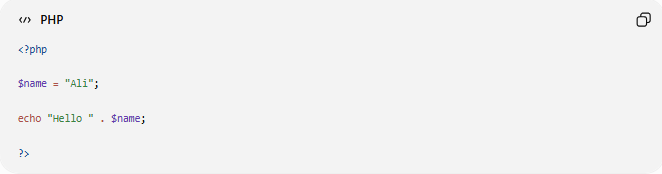 PHP
<?php
$name = "Ali";
echo "Hello " . $name;
?>